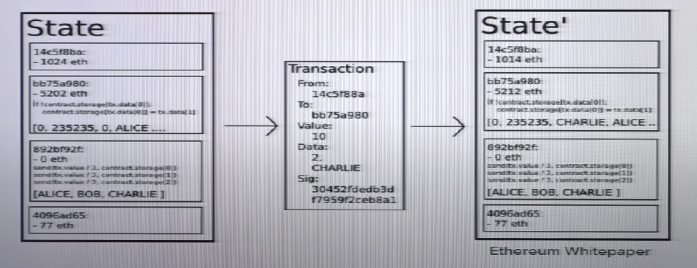 State
14c5f8ba:
- 1024 eth
bb75a980:
- 5202 eth
if !contract.storage[tx.data[0]]:
contract.storage[tx.data[0]] = tx.data[1]
[0, 235235, 0, ALICE ....
892bf92f:
- 0 eth
send(tx.value / 3, contract.storage[0])
send(tx.value / 3, contract.storage[1])
send(tx.value / 3, contract.storage[2])
[ALICE, BOB, CHARLIE ]
4096ad65:
- 77 eth
Transaction
From:
14c5f88a
To:
bb75a980
Value:
10
Data:
2,
CHARLIE
Sig:
30452fdedb3d
f7959f2ceb8a1
State'
14c5f8ba:
- 1014 eth
bb75a980:
- 5212 eth
if !contract.storage[tx.data[0]]:
contract.storage[tx.data[0]] = tx.data[1]
[0, 235235, CHARLIE, ALICE ..
892bf92f:
- 0 eth
send(tx.value / 3, contract.storage[0])
send(tx.value / 3, contract.storage[1])
send(tx.value / 3, contract.storage[2])
[ALICE, BOB, CHARLIE ]
4096ad65:
- 77 eth
Ethereum Whitepaper